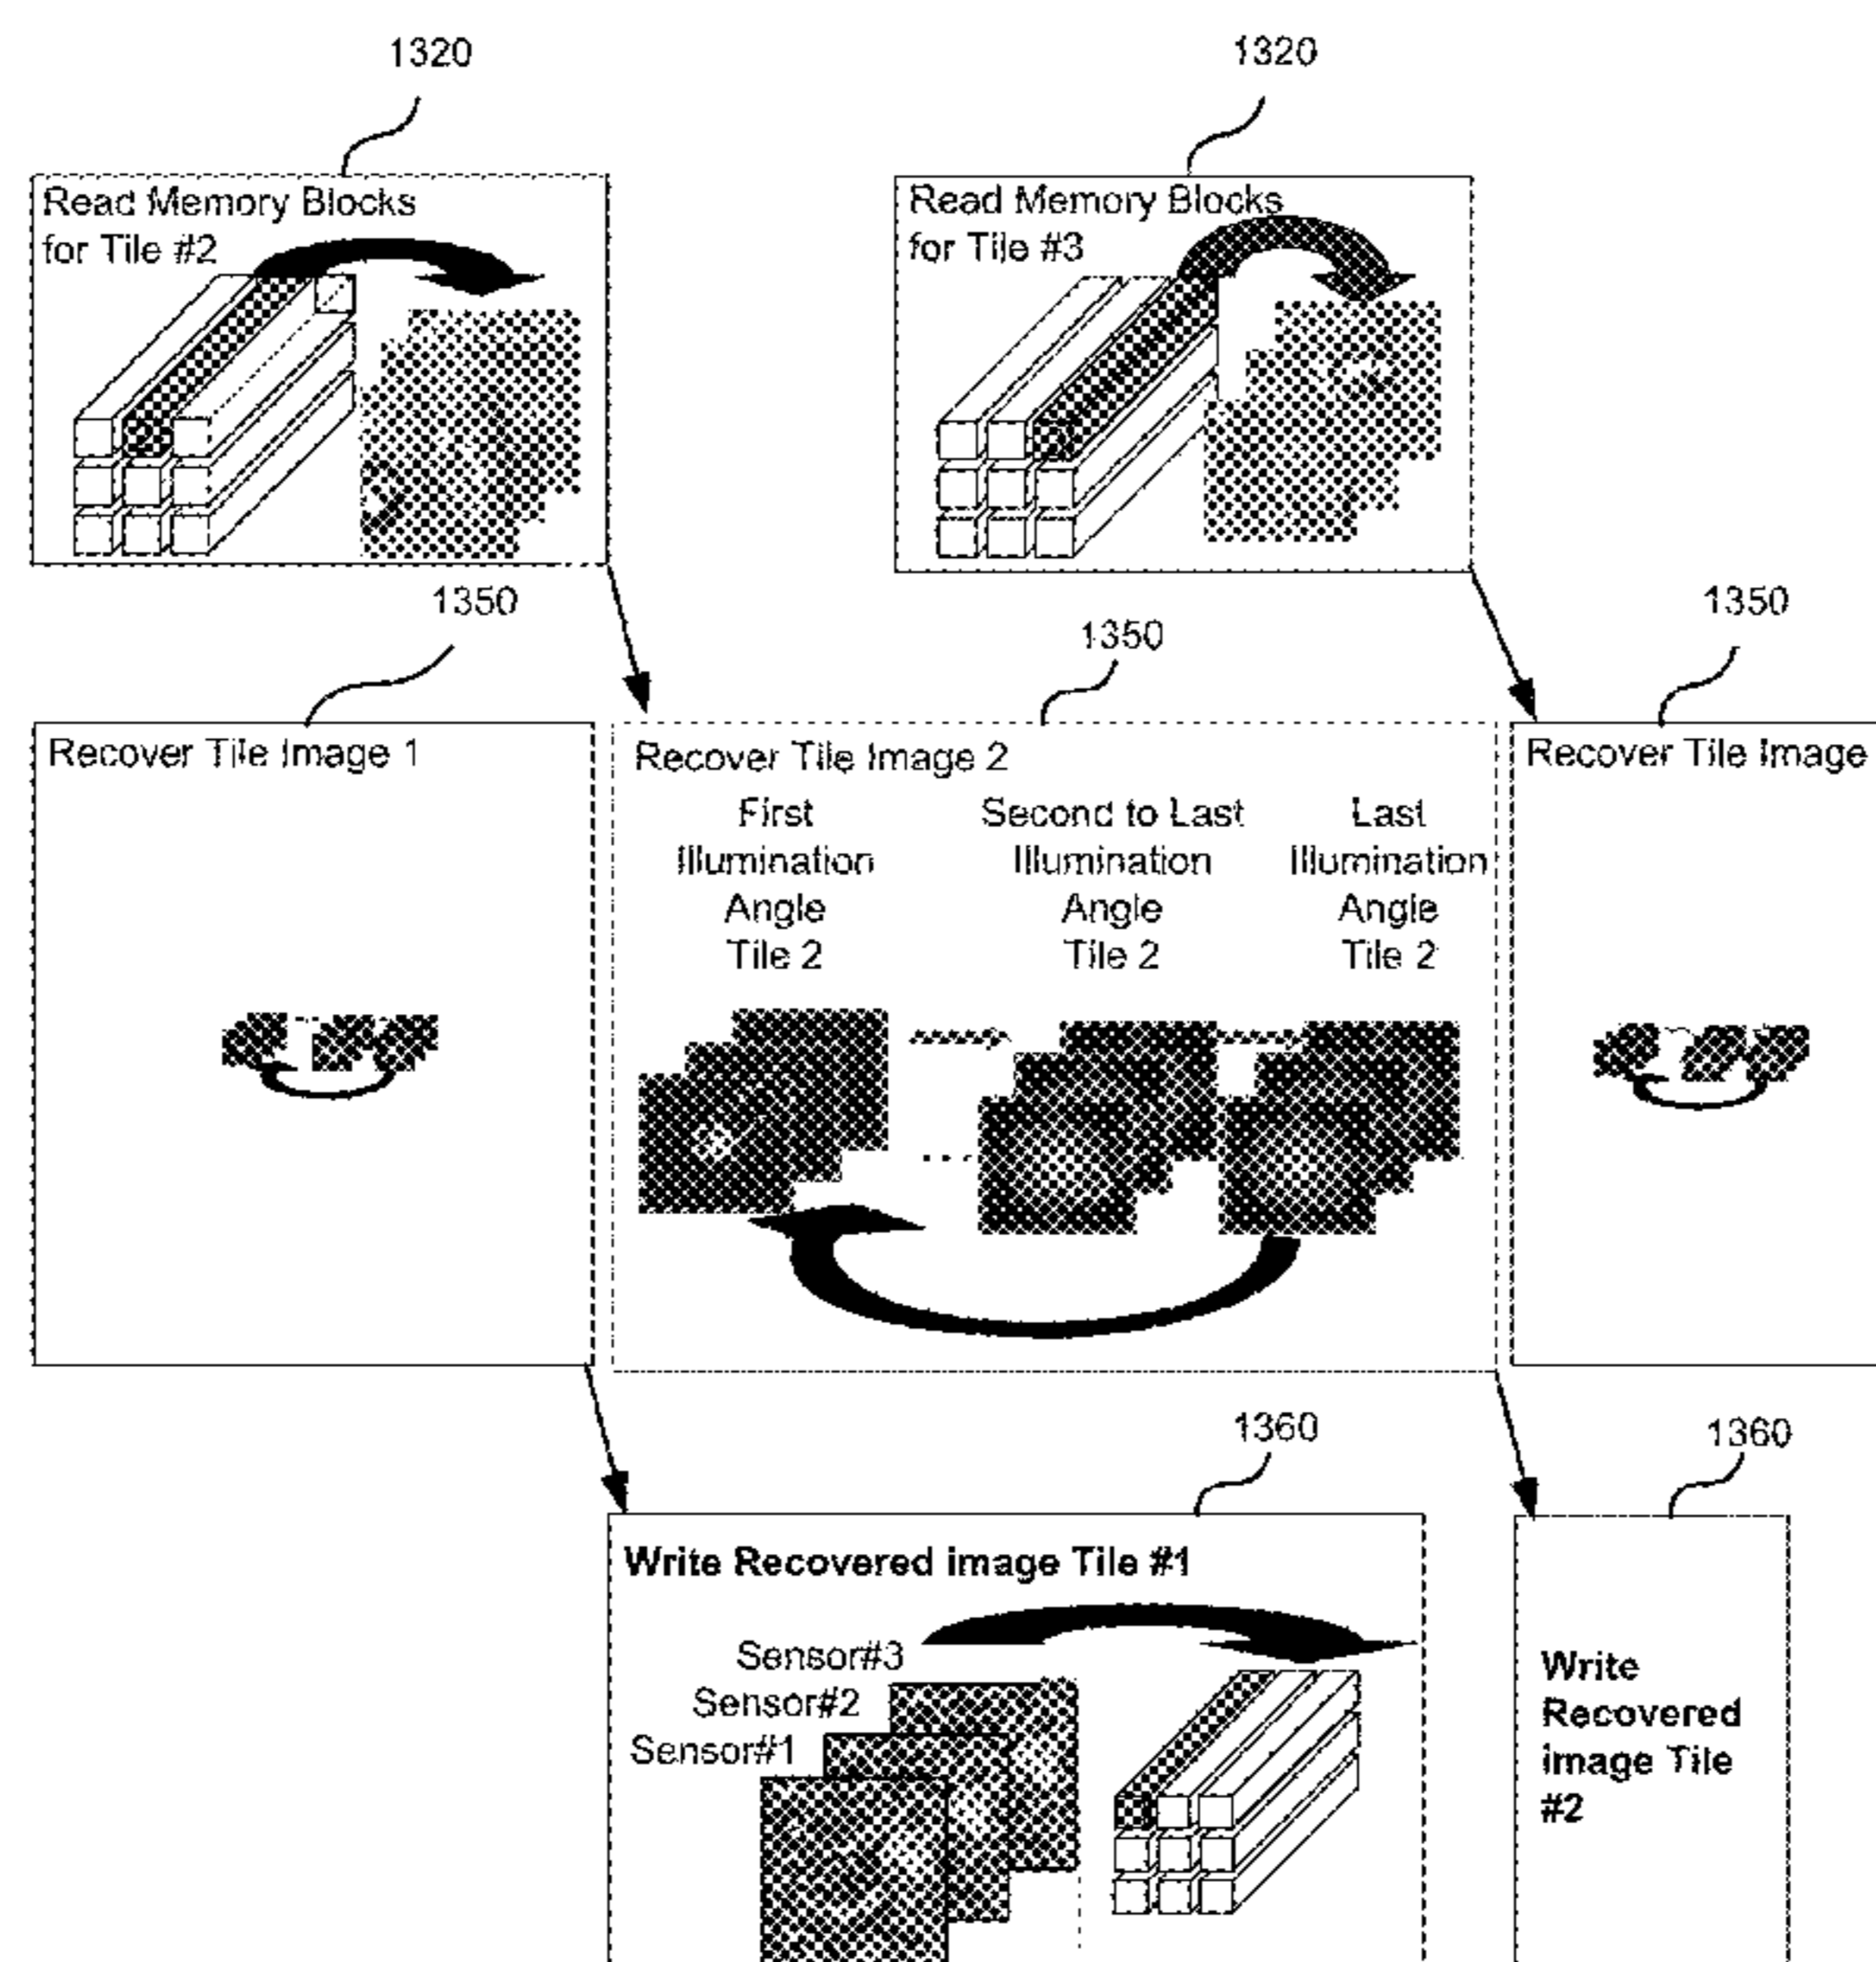 1320
1320
Read Memory Blocks
for Tile #2
Read Memory Blocks
for Tile #3
1350
1350
1350
Recover Tile Image 1
Recover Tile Image 2
First
Illumination
Angle
Tile 2
Second to Last
Illumination
Angle
Tile 2
Last
Illumination
Angle
Tile 2
Recover Tile Image
1360
1360
Write Recovered image Tile #1
Sensor#3
Sensor#2
Sensor#1
Write
Recovered
image Tile
#2